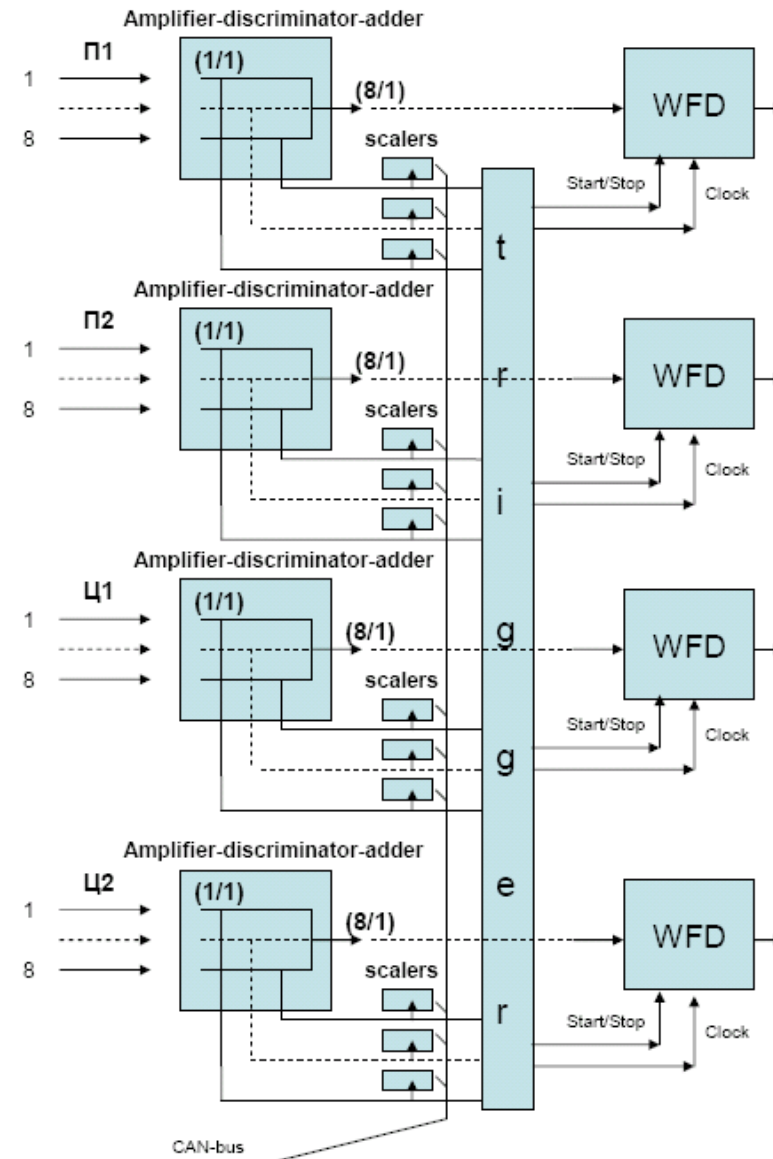 Amplifier-discriminator-adder
П1
1
8
(1/1)
(8/1)
scalers
WFD
Start/Stop
Clock
Amplifier-discriminator-adder
П2
1
8
(1/1)
(8/1)
scalers
WFD
Start/Stop
Clock
Amplifier-discriminator-adder
Ц1
1
8
(1/1)
(8/1)
scalers
WFD
Start/Stop
Clock
Amplifier-discriminator-adder
Ц2
1
8
(1/1)
(8/1)
scalers
WFD
Start/Stop
Clock
t
r
i
g
g
e
r
CAN-bus